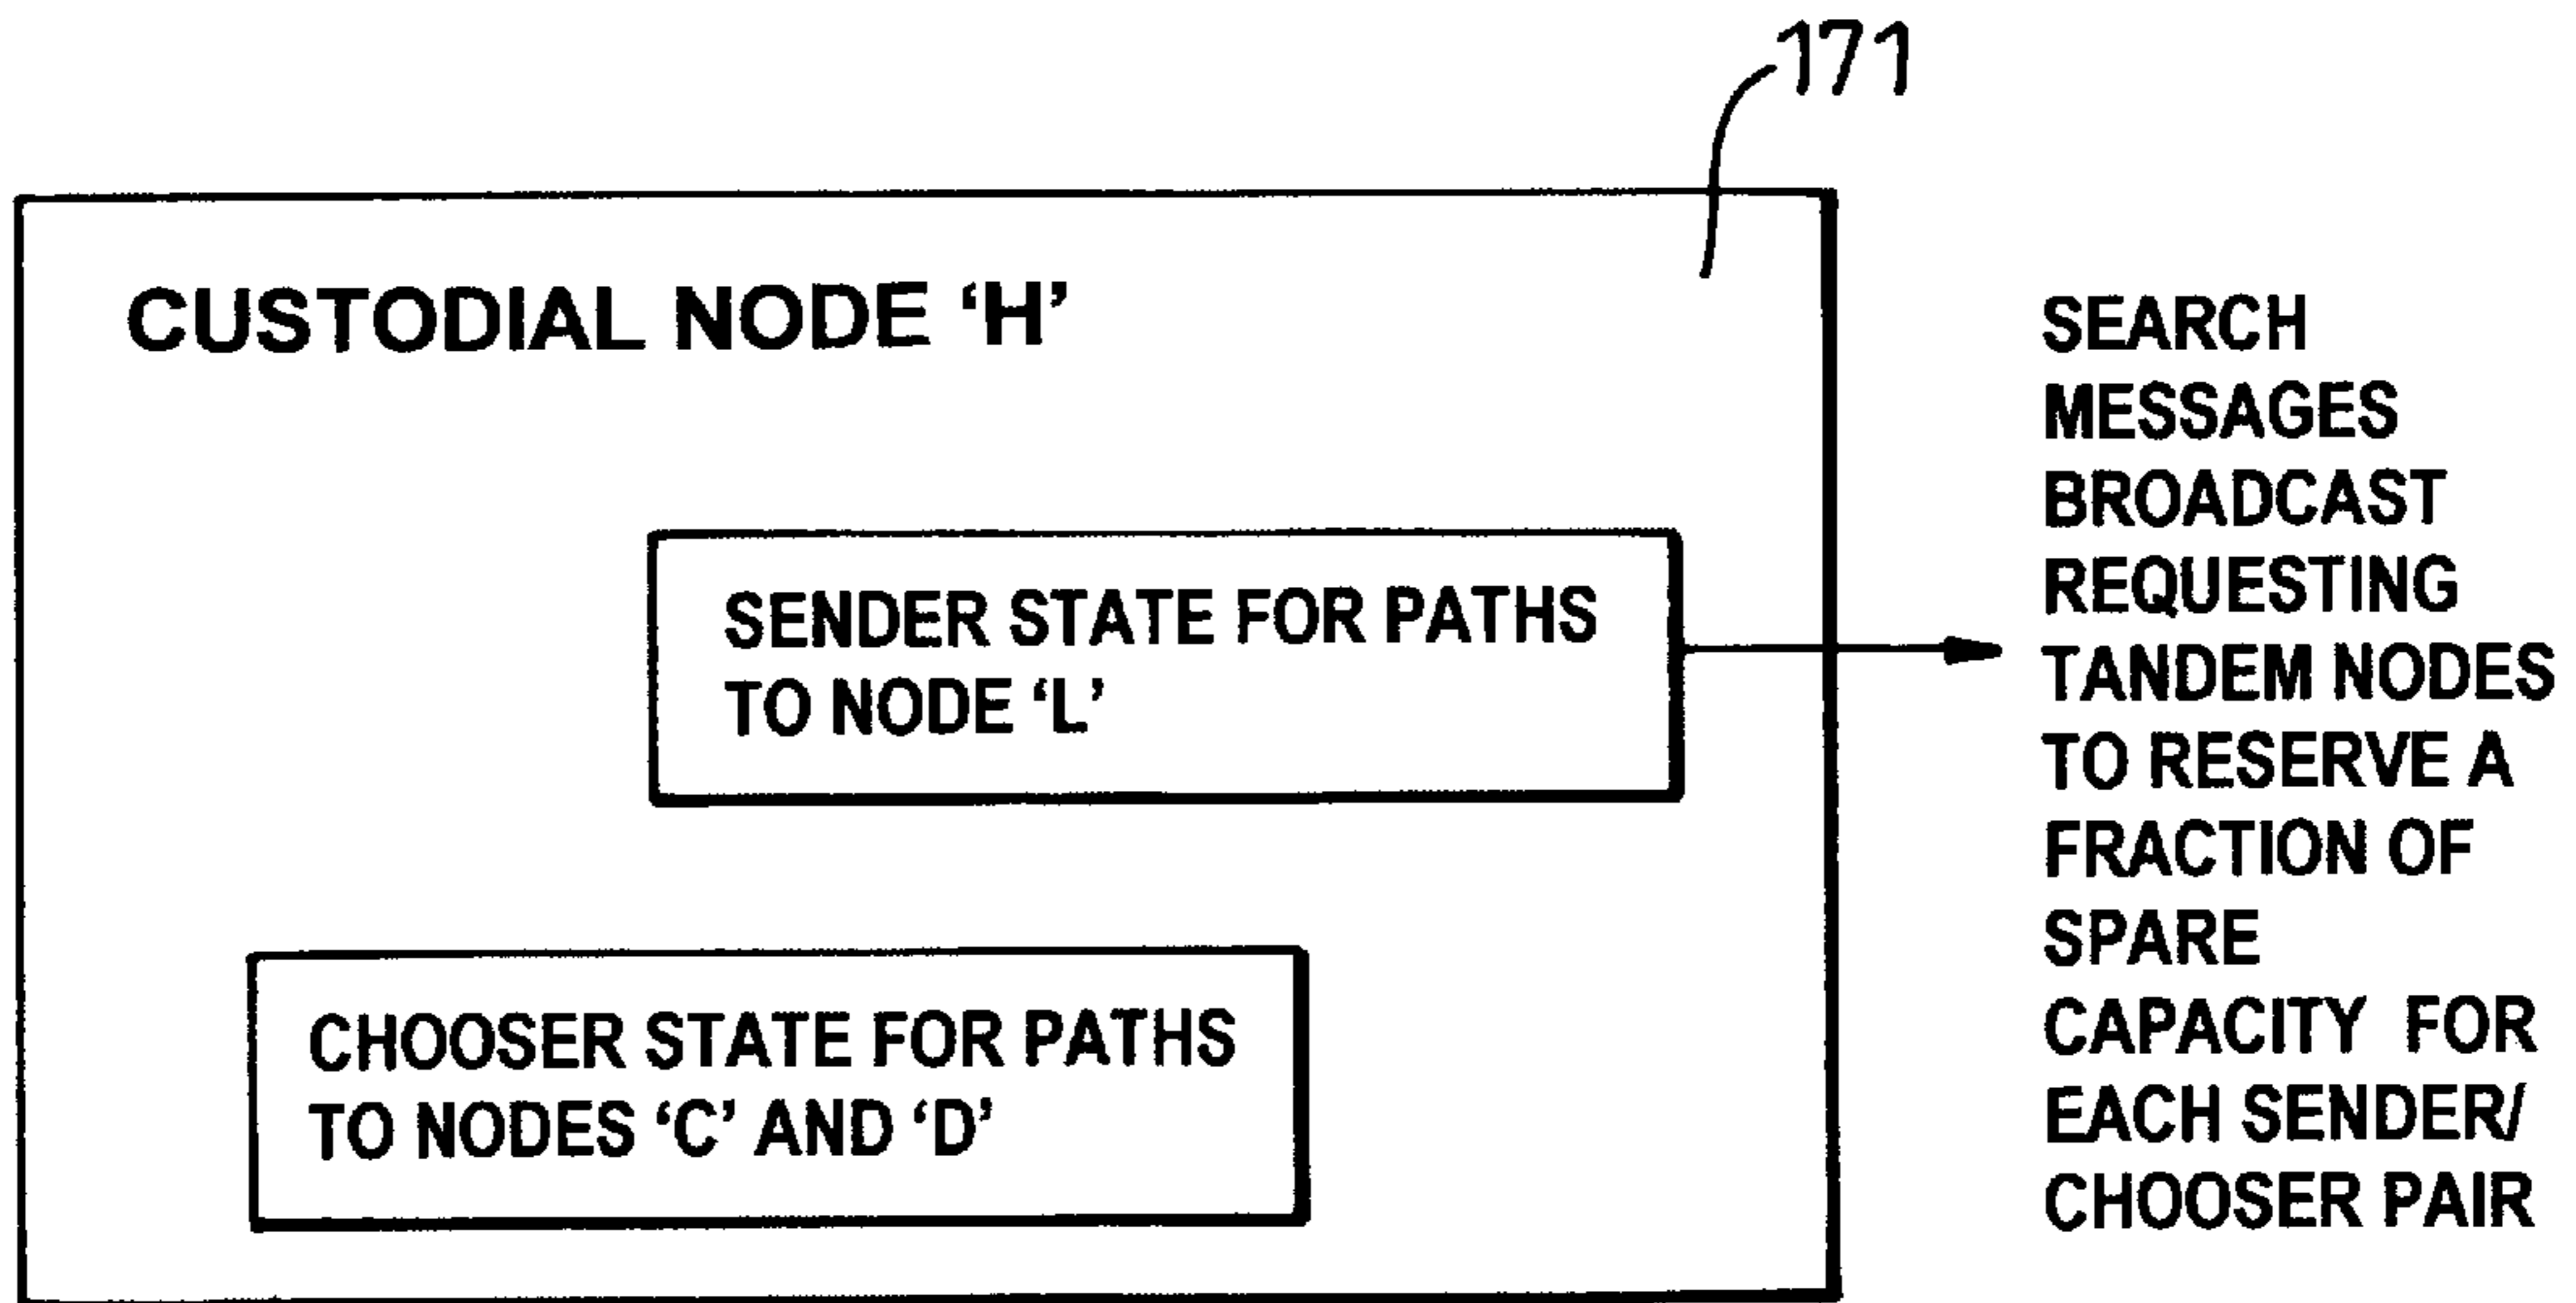 171
CUSTODIAL NODE ‘H’
SENDER STATE FOR PATHS
TO NODE ‘L’
CHOOSER STATE FOR PATHS
TO NODES ‘C’ AND ‘D’
SEARCH
MESSAGES
BROADCAST
REQUESTING
TANDEM NODES
TO RESERVE A
FRACTION OF
SPARE
CAPACITY FOR
EACH SENDER/
CHOOSER PAIR